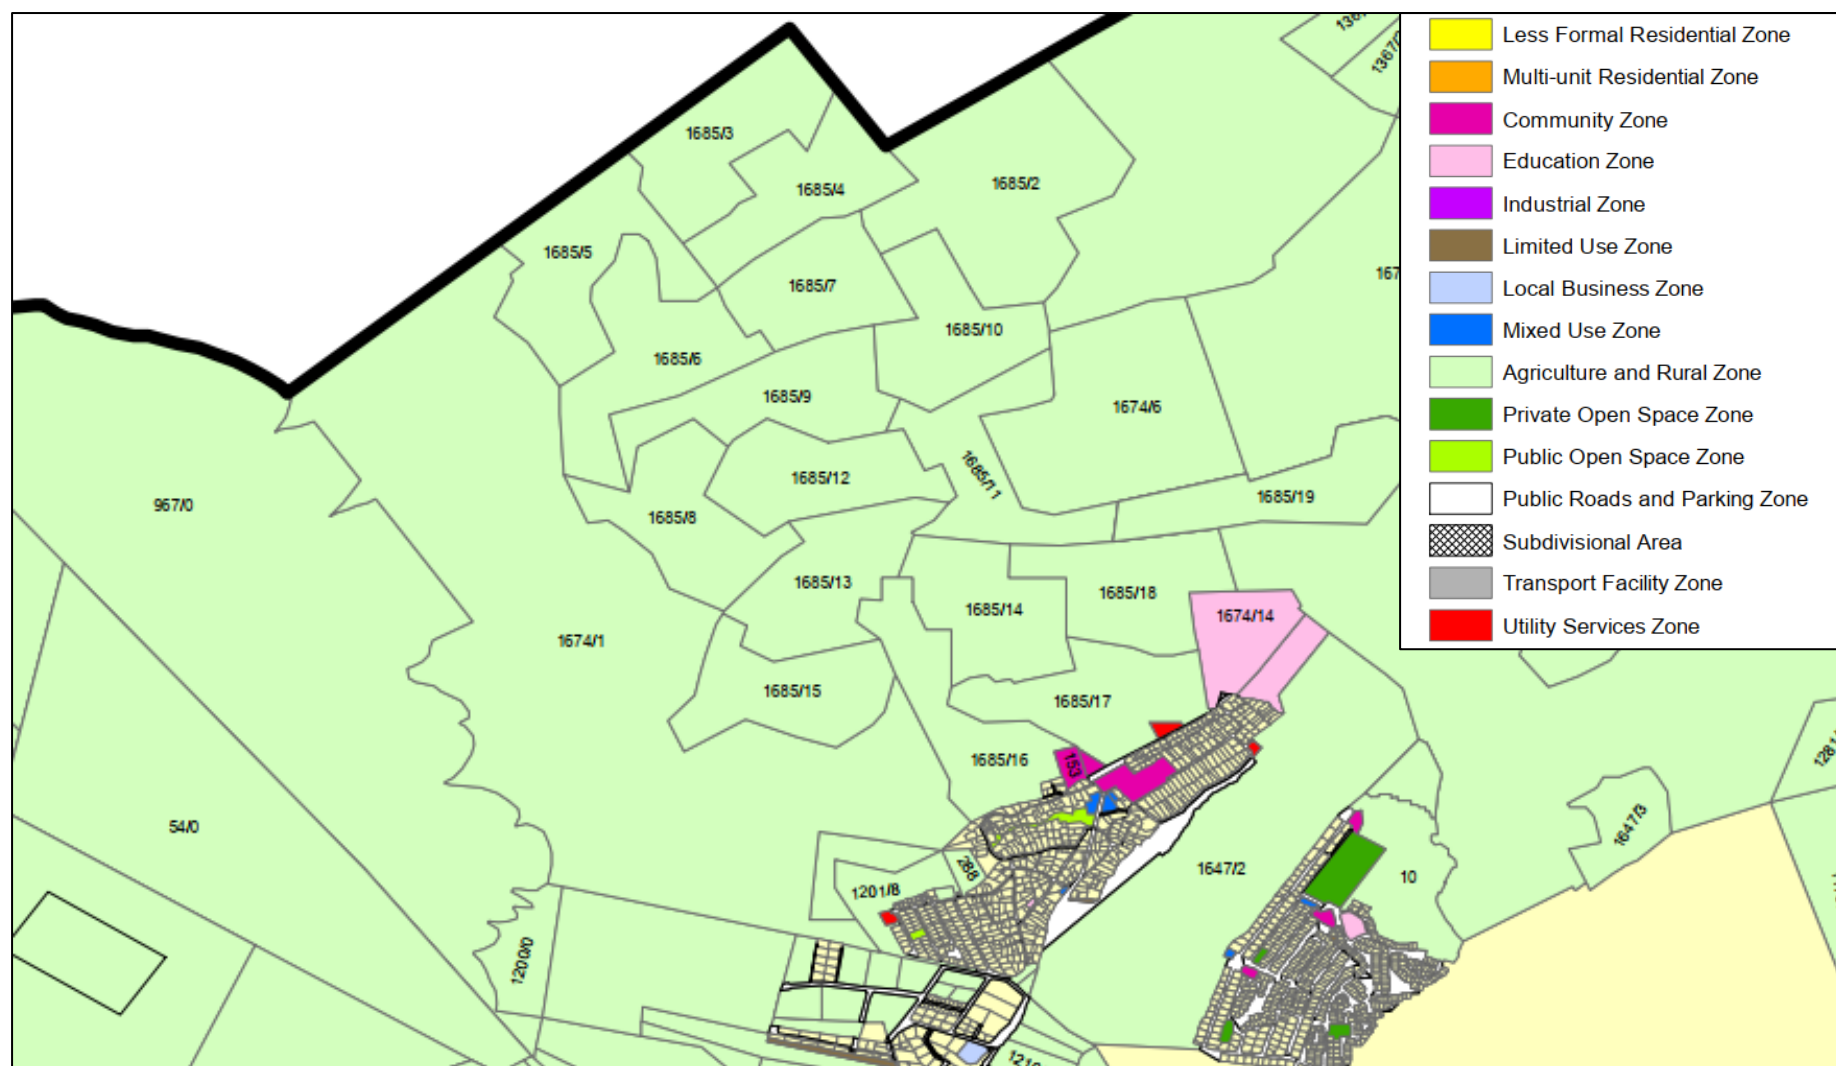 Less Formal Residential Zone
Multi-unit Residential Zone
Community Zone
Education Zone
Industrial Zone
Limited Use Zone
Local Business Zone
Mixed Use Zone
Agriculture and Rural Zone
Private Open Space Zone
Public Open Space Zone
Public Roads and Parking Zone
Subdivisional Area
Transport Facility Zone
Utility Services Zone
1685/3
1685/4
1685/2
1685/5
1685/7
1685/10
1685/6
1685/9
1674/6
1685/12
1685/11
1685/19
967/0
1685/8
1685/13
1685/14
1685/18
1674/14
1674/1
1685/15
1685/17
1685/16
153
54/0
1647/3
1647/2
10
288
1201/8
1200/0